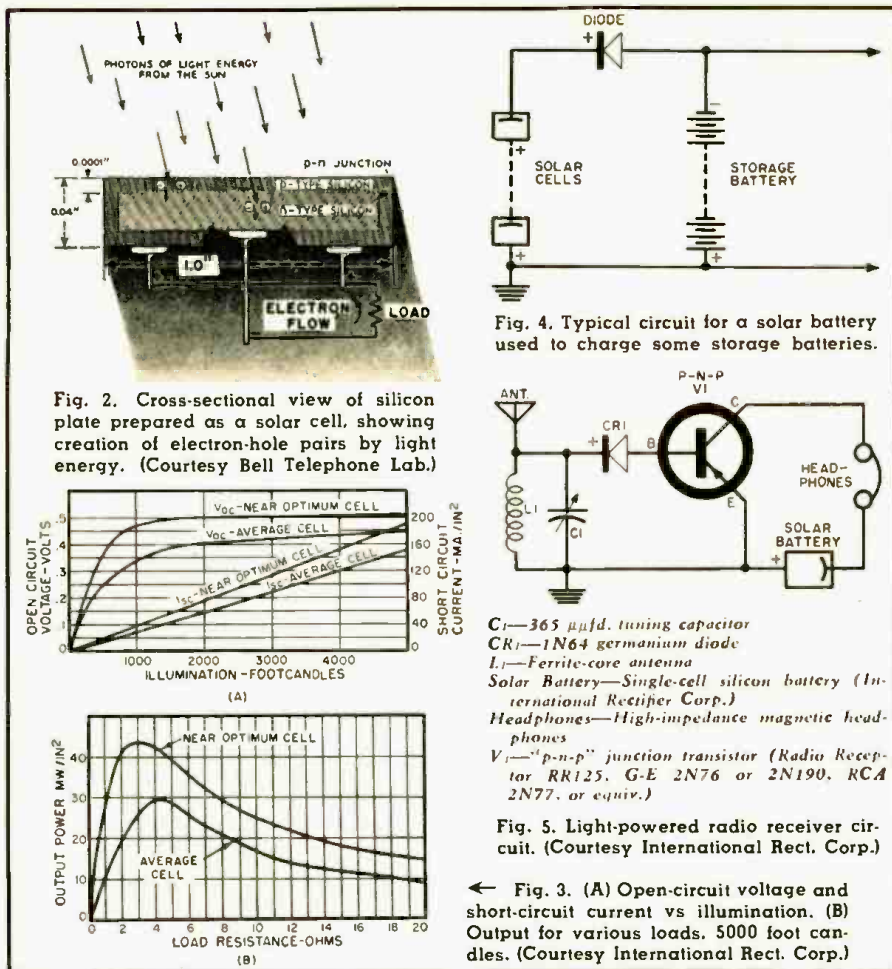 PHOTONS OF LIGHT ENERGY
FROM THE SUN
0.0001"
0.04"
p-n JUNCTION
p-TYPE SILICON
n-TYPE SILICON
1.0"
ELECTRON
FLOW
LOAD
Fig. 2. Cross-sectional view of silicon
plate prepared as a solar cell, showing
creation of electron-hole pairs by light
energy. (Courtesy Bell Telephone Lab.)
OPEN CIRCUIT
VOLTAGE-VOLTS
.5
.4
.3
.2
.1
0
VOC-NEAR OPTIMUM CELL
VOC-AVERAGE CELL
ISC-NEAR OPTIMUM CELL
ISC-AVERAGE CELL
200
160
120
80
40
0
SHORT CIRCUIT
CURRENT-MA./IN²
1000 2000 3000 4000
ILLUMINATION-FOOTCANDLES
(A)
OUTPUT POWER MW/IN²
40
30
20
10
0
NEAR OPTIMUM CELL
AVERAGE
CELL
0 2 4 6 8 10 12 14 16 18 20
LOAD RESISTANCE-OHMS
(B)
DIODE
+
+
SOLAR
CELLS
+
-
STORAGE
BATTERY
+
Fig. 4. Typical circuit for a solar battery
used to charge some storage batteries.
ANT.
L1
C1
+
CR1
P-N-P
V1
B
C
E
HEAD-
PHONES
SOLAR
BATTERY
+
C1—365 μμfd. tuning capacitor
CR1—1N64 germanium diode
L1—Ferrite-core antenna
Solar Battery—Single-cell silicon battery (In-
ternational Rectifier Corp.)
Headphones—High-impedance magnetic head-
phones
V1—"p-n-p" junction transistor (Radio Recep-
tor RR125, G-E 2N76 or 2N190, RCA
2N77, or equiv.)
Fig. 5. Light-powered radio receiver cir-
cuit. (Courtesy International Rect. Corp.)
← Fig. 3. (A) Open-circuit voltage and
short-circuit current vs illumination. (B)
Output for various loads. 5000 foot can-
dles. (Courtesy International Rect. Corp.)